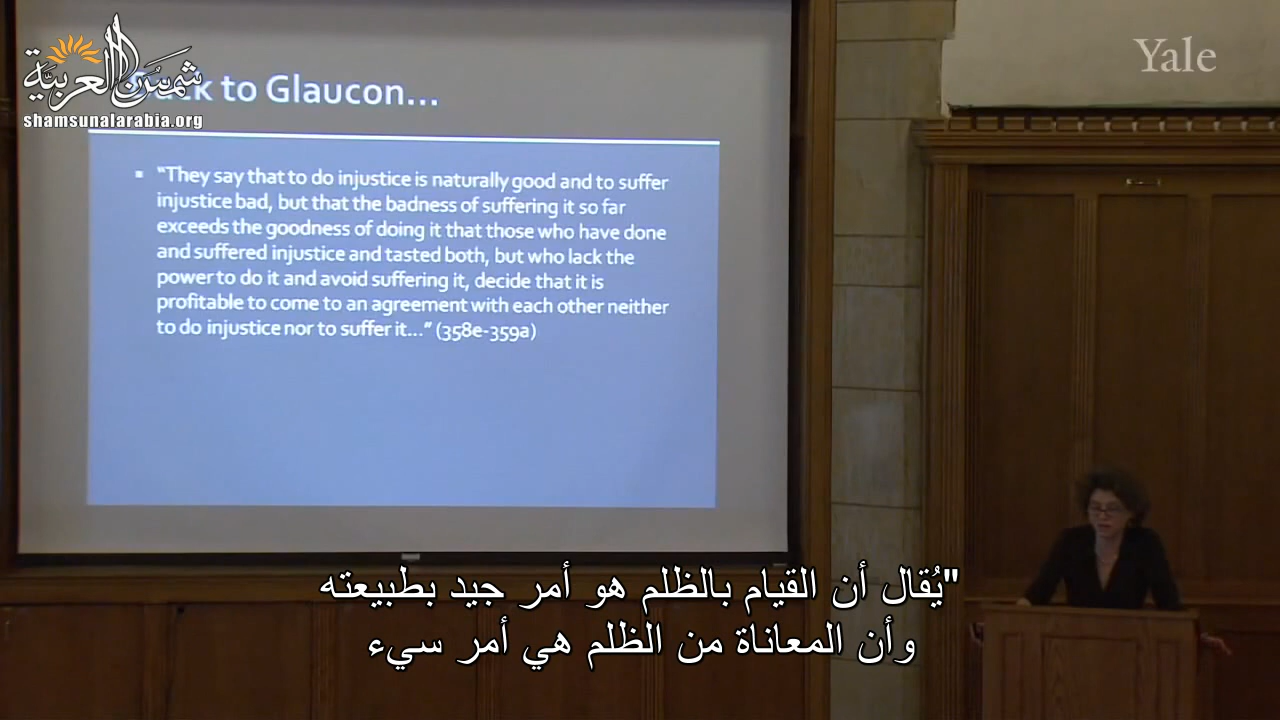 شمس العربية
shamsunalarabia.org
Yale
Back to Glaucon...
▪ "They say that to do injustice is naturally good and to suffer
injustice bad, but that the badness of suffering it so far
exceeds the goodness of doing it that those who have done
and suffered injustice and tasted both, but who lack the
power to do it and avoid suffering it, decide that it is
profitable to come to an agreement with each other neither
to do injustice nor to suffer it..." (358e-359a)
"يُقال أن القيام بالظلم هو أمر جيد بطبيعته
وأن المعاناة من الظلم هي أمر سيء